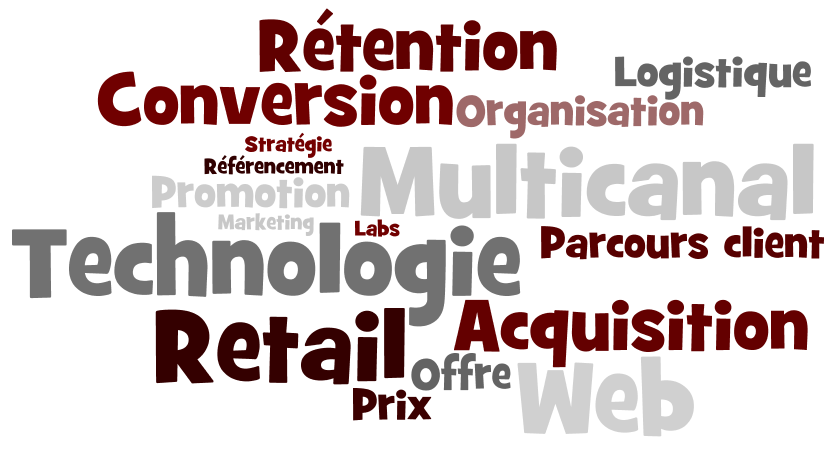 Rétention
Logistique
Conversion
Organisation
Stratégie
Référencement
Multicanal
Promotion
Marketing
Labs
Technologie
Parcours client
Retail
Acquisition
Offre
Web
Prix